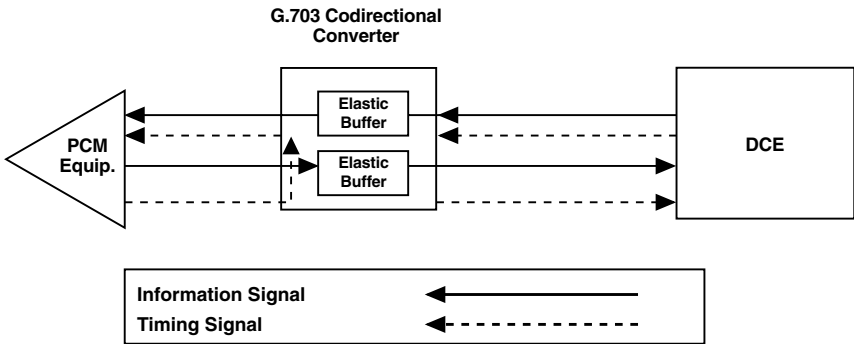 G.703 Codirectional
Converter
Elastic
Buffer
PCM
Equip.
DCE
Elastic
Buffer
Information Signal
Timing Signal